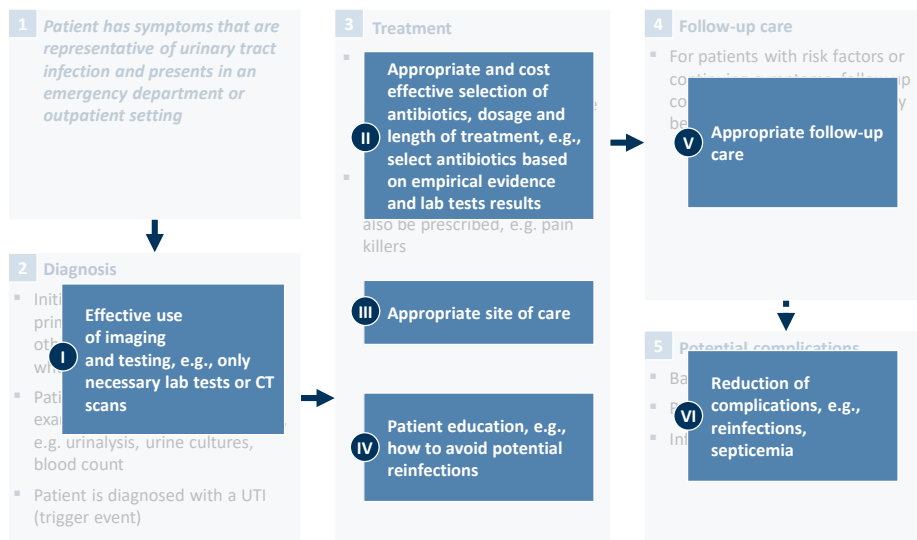 1
Patient has symptoms that are
representative of urinary tract
infection and presents in an
emergency department or
outpatient setting
2 Diagnosis
I
Effective use
of imaging
and testing, e.g., only
necessary lab tests or CT
scans
e.g. urinalysis, urine cultures,
blood count
Patient is diagnosed with a UTI
(trigger event)
3 Treatment
II
Appropriate and cost
effective selection of
antibiotics, dosage and
length of treatment, e.g.,
select antibiotics based
on empirical evidence
and lab tests results
also be prescribed, e.g. pain
killers
III
Appropriate site of care
IV
Patient education, e.g.,
how to avoid potential
reinfections
4 Follow-up care
For patients with risk factors or
V
Appropriate follow-up
care
5 Potential complications
VI
Reduction of
complications, e.g.,
reinfections,
septicemia